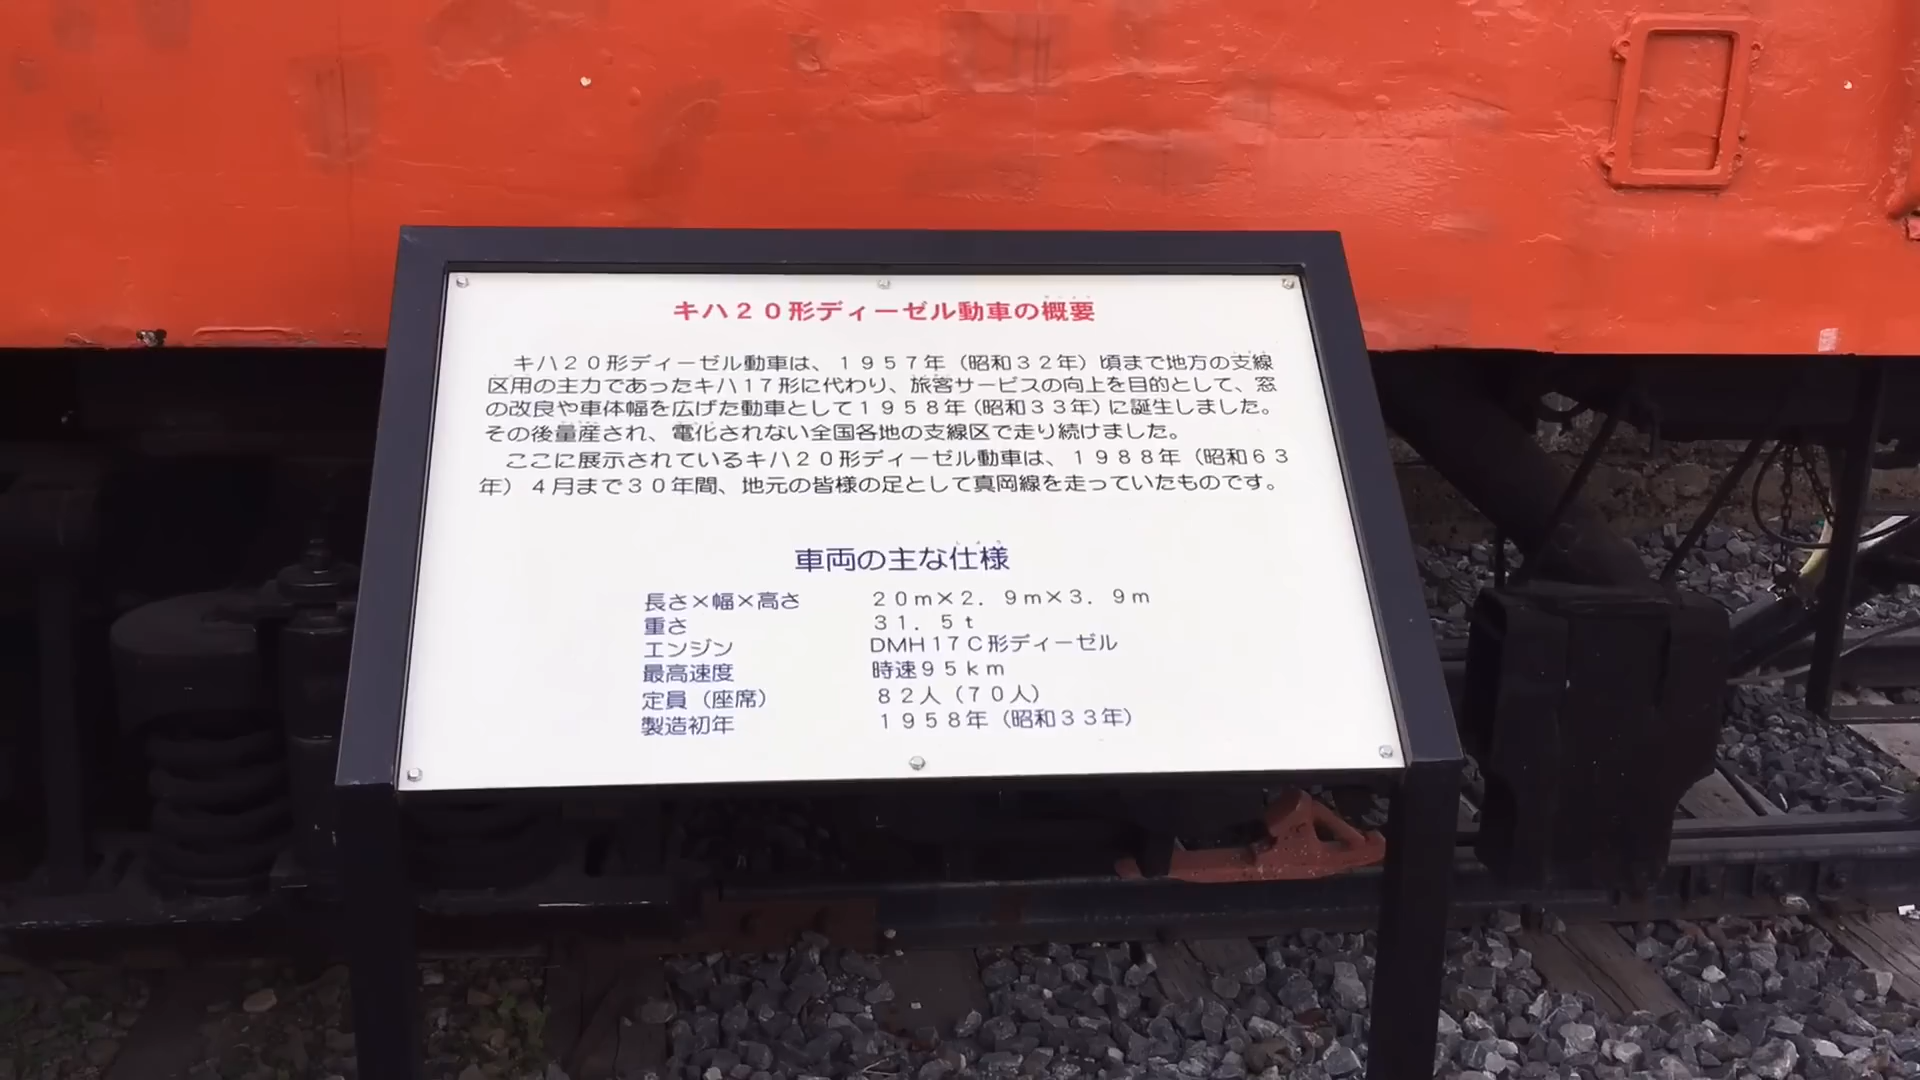 キハ２０形ディーゼル動車の概要
キハ２０形ディーゼル動車は、１９５７年（昭和３２年）頃まで地方の支線
区用の主力であったキハ１７形に代わり、旅客サービスの向上を目的として、窓
の改良や車体幅を広げた動車として１９５８年（昭和３３年）に誕生しました。
その後量産され、電化されない全国各地の支線区で走り続けました。
ここに展示されているキハ２０形ディーゼル動車は、１９８８年（昭和６３
年）４月まで３０年間、地元の皆様の足として真岡線を走っていたものです。
車両の主な仕様
長さ×幅×高さ ２０ｍ×２．９ｍ×３．９ｍ
重さ ３１．５ｔ
エンジン DMH１７C形ディーゼル
最高速度 時速９５ｋｍ
定員（座席） ８２人（７０人）
製造初年 １９５８年（昭和３３年）